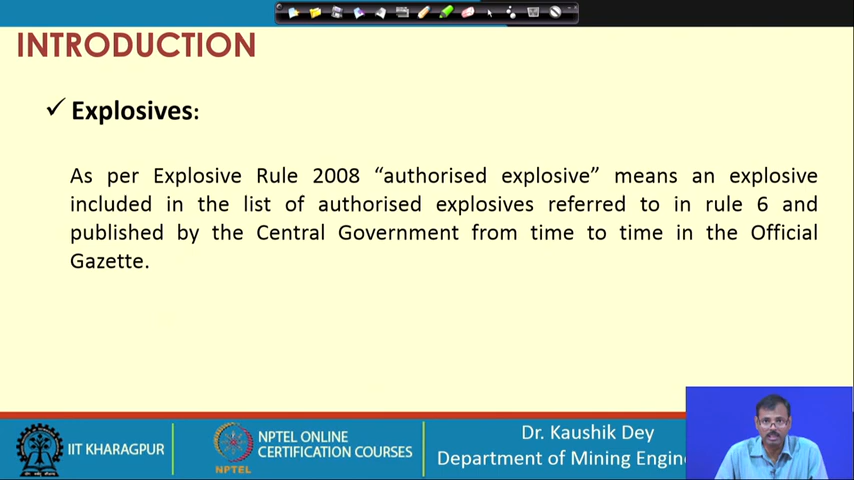 INTRODUCTION
✓ Explosives:
As per Explosive Rule 2008 “authorised explosive” means an explosive
included in the list of authorised explosives referred to in rule 6 and
published by the Central Government from time to time in the Official
Gazette.
IIT KHARAGPUR
NPTEL
NPTEL ONLINE
CERTIFICATION COURSES
Dr. Kaushik Dey
Department of Mining Engine